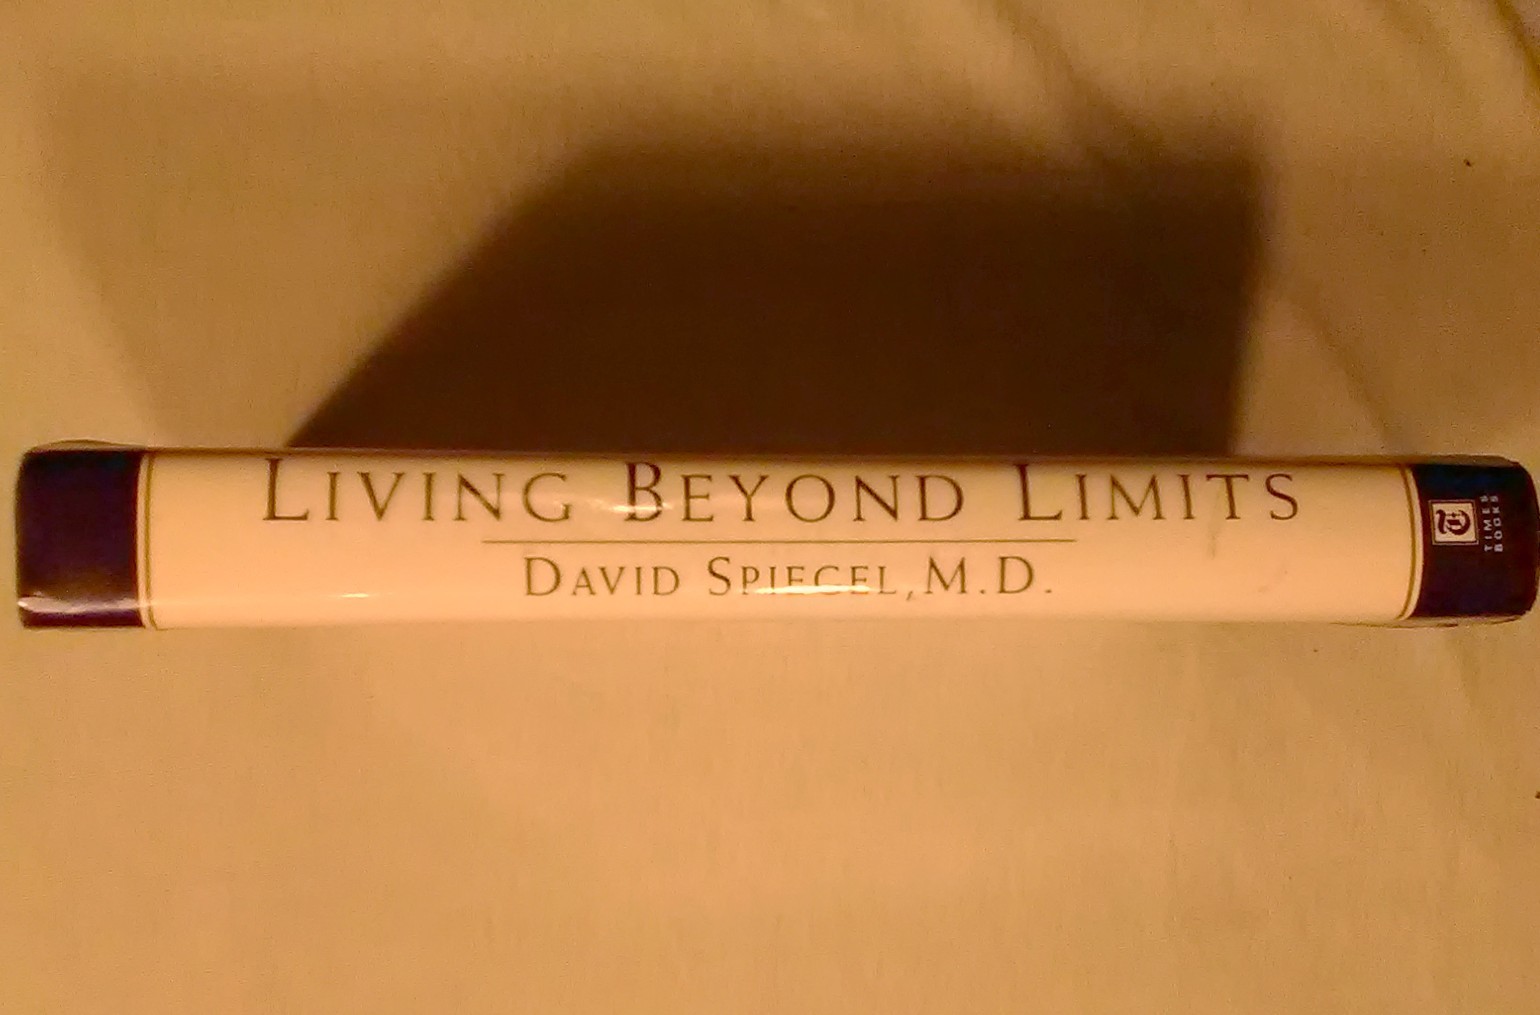 LIVING BEYOND LIMITS
DAVID SPIEGEL, M.D.
T
TIMES
BOOKS